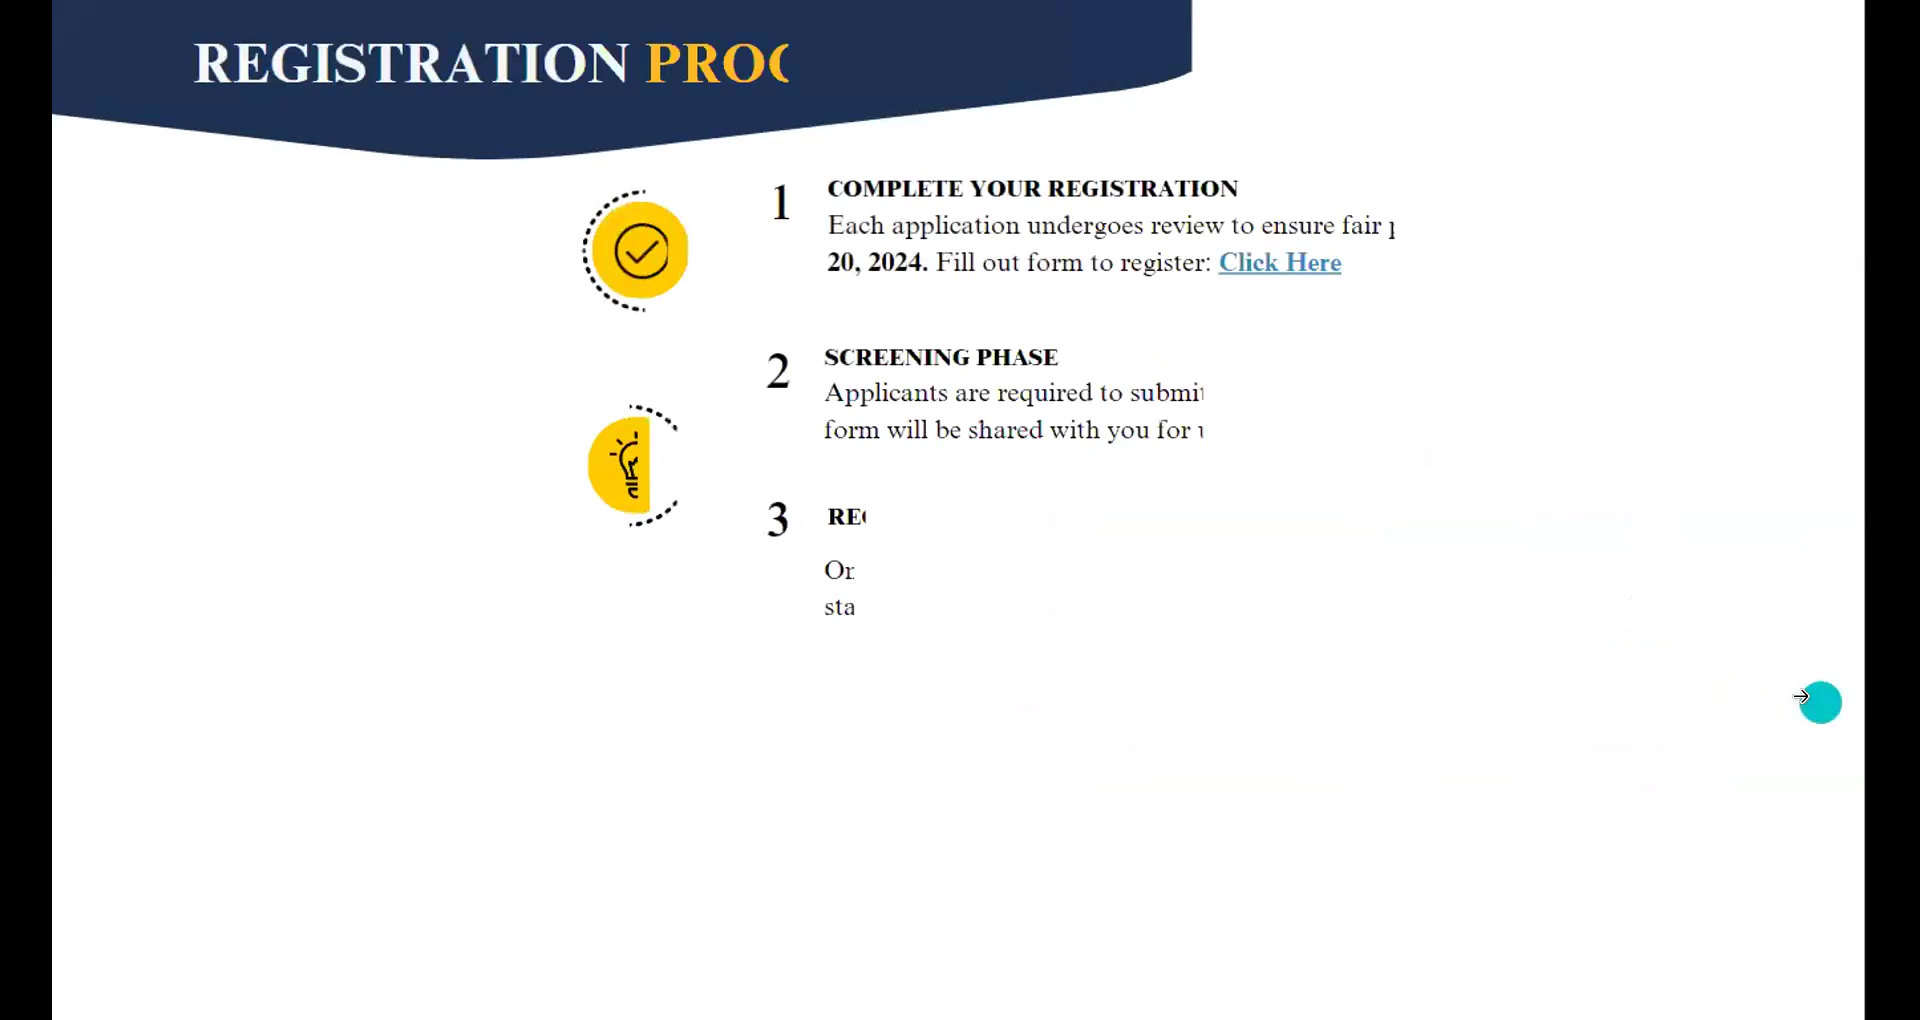 REGISTRATION
1 COMPLETE YOUR REGISTRATION
Each application undergoes review to ensure fair
20, 2024. Fill out form to register: Click Here
2 SCREENING PHASE
Applicants are required to
form will be shared with you for
3